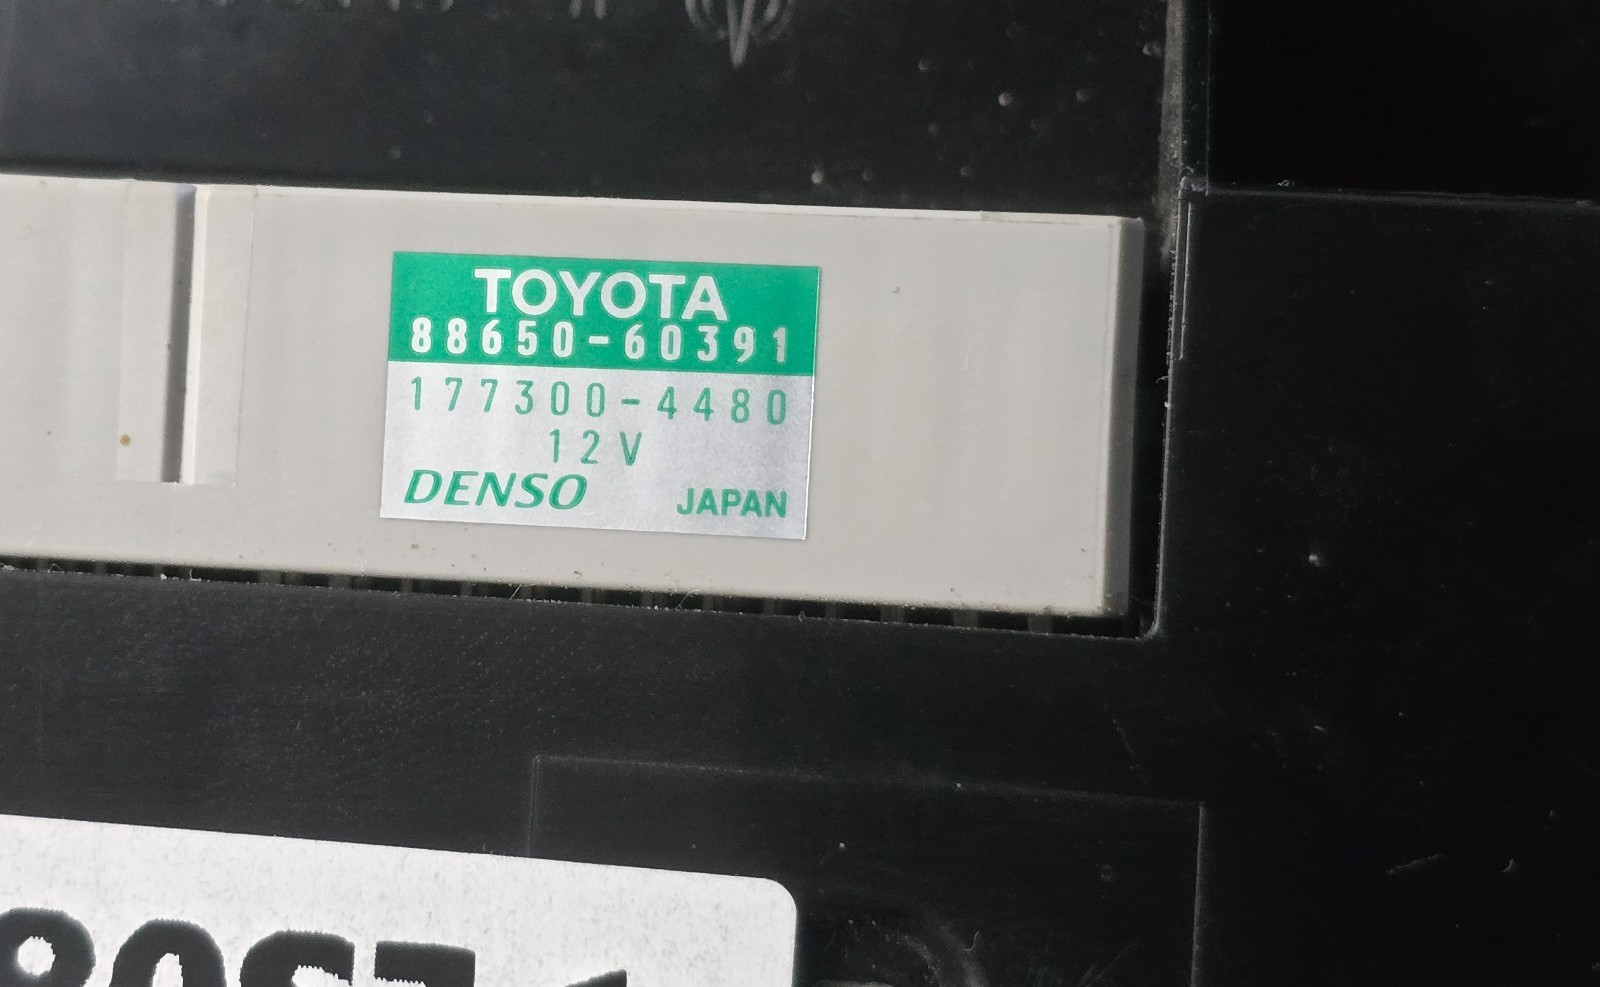 TOYOTA
88650-60391
177300-4480
12V
DENSO JAPAN